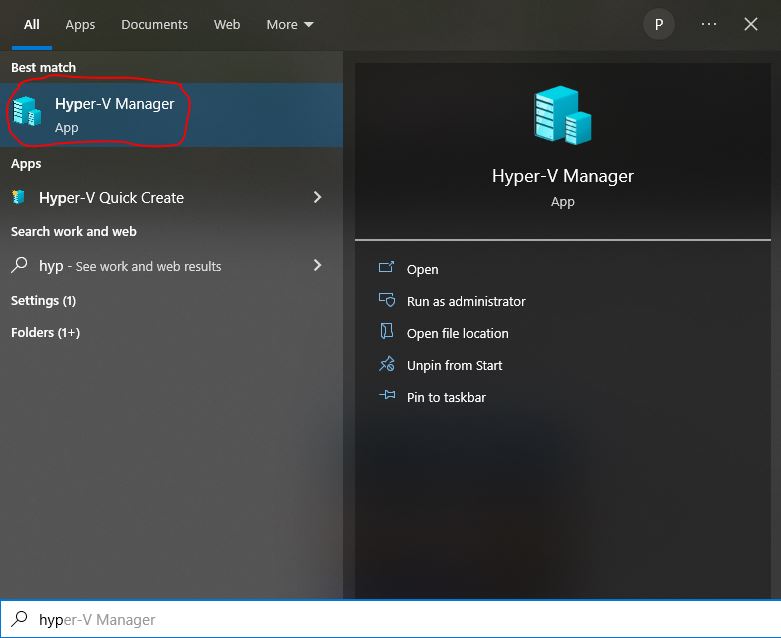 All Apps Documents Web More P ...
Best match
Hyper-V Manager
App
Apps
Hyper-V Quick Create
Search work and web
hyp - See work and web results
Settings (1)
Folders (1+)
Hyper-V Manager
App
Open
Run as administrator
Open file location
Unpin from Start
Pin to taskbar
hyper-V Manager